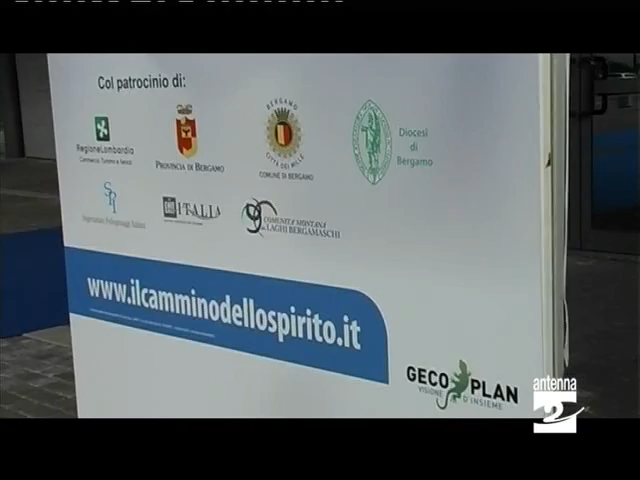 Col patrocinio di:
RegioneLombardia
Commercio, Turismo e Servizi
PROVINCIA DI BERGAMO
BERGAMO
CITTÀ DEI MILLE
COMUNE DI BERGAMO
Diocesi
di
Bergamo
ITALIA
COMUNITÀ MONTANA
LAGHI BERGAMASCHI
www.ilcamminodellospirito.it
GECO PLAN
VISIONE D'INSIEME
antenna
2